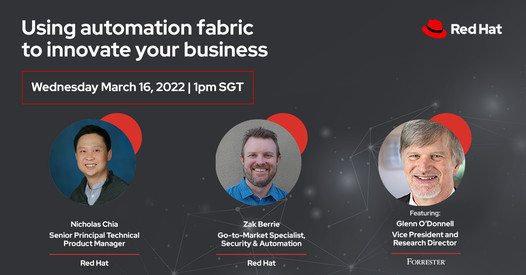 Using automation fabric
to innovate your business
Red Hat
Wednesday March 16, 2022 | 1pm SGT
Nicholas Chia
Senior Principal Technical
Product Manager
Red Hat
Zak Berrie
Go-to-Market Specialist,
Security & Automation
Red Hat
Featuring:
Glenn O'Donnell
Vice President and
Research Director
FORRESTER